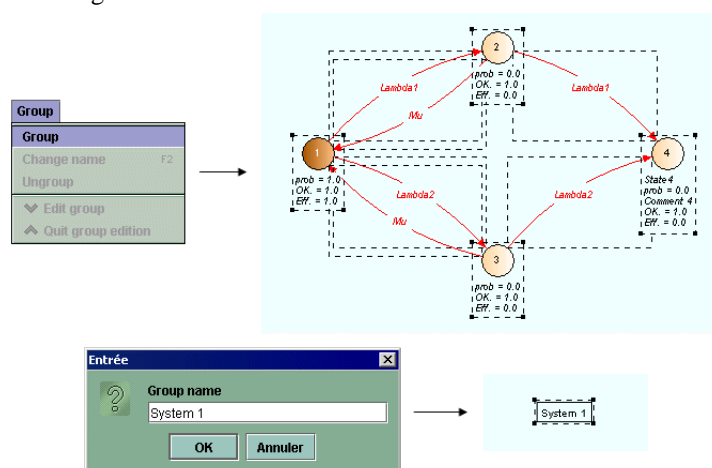 Group
Group
Change name F2
Ungroup
Edit group
Quit group edition
2
prob = 0.0
OK. = 1.0
Eff. = 0.0
Lambda1
Lambda1
Mu
1
prob = 1.0
OK. = 1.0
Eff. = 1.0
4
State4
prob = 0.0
Comment 4
OK. = 1.0
Eff. = 0.0
Lambda2
Lambda2
Mu
3
prob = 0.0
OK. = 1.0
Eff. = 0.0
Entrée
Group name
System 1
OK Annuler
System 1